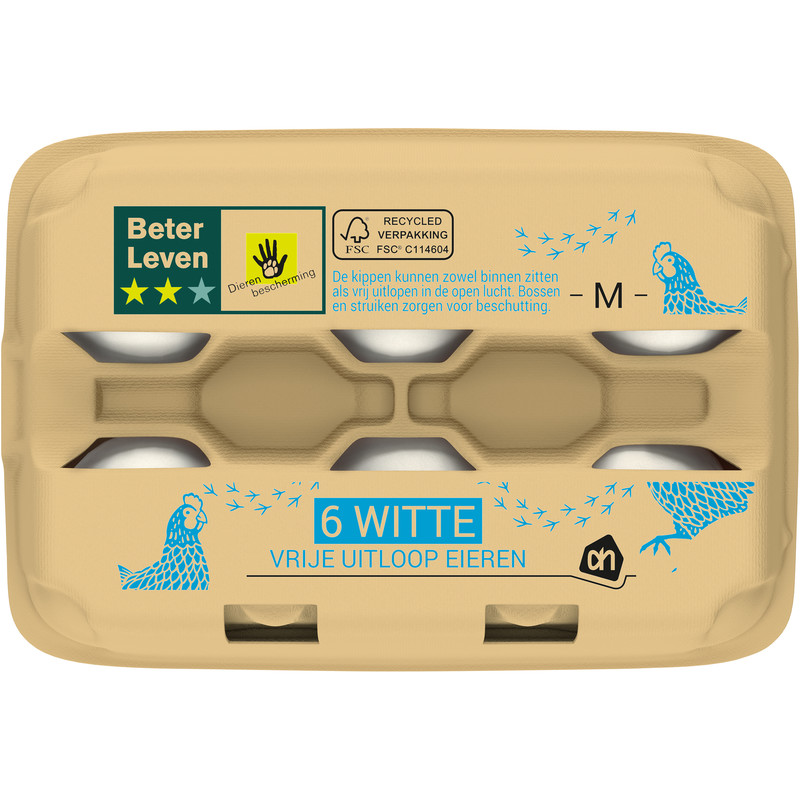 Beter
Leven
Dieren
bescherming
FSC
RECYCLED
VERPAKKING
FSC® C114604
De kippen kunnen zowel binnen zitten
als vrij uitlopen in de open lucht. Bossen
en struiken zorgen voor beschutting.
- M -
6 WITTE
VRIJE UITLOOP EIEREN
ah